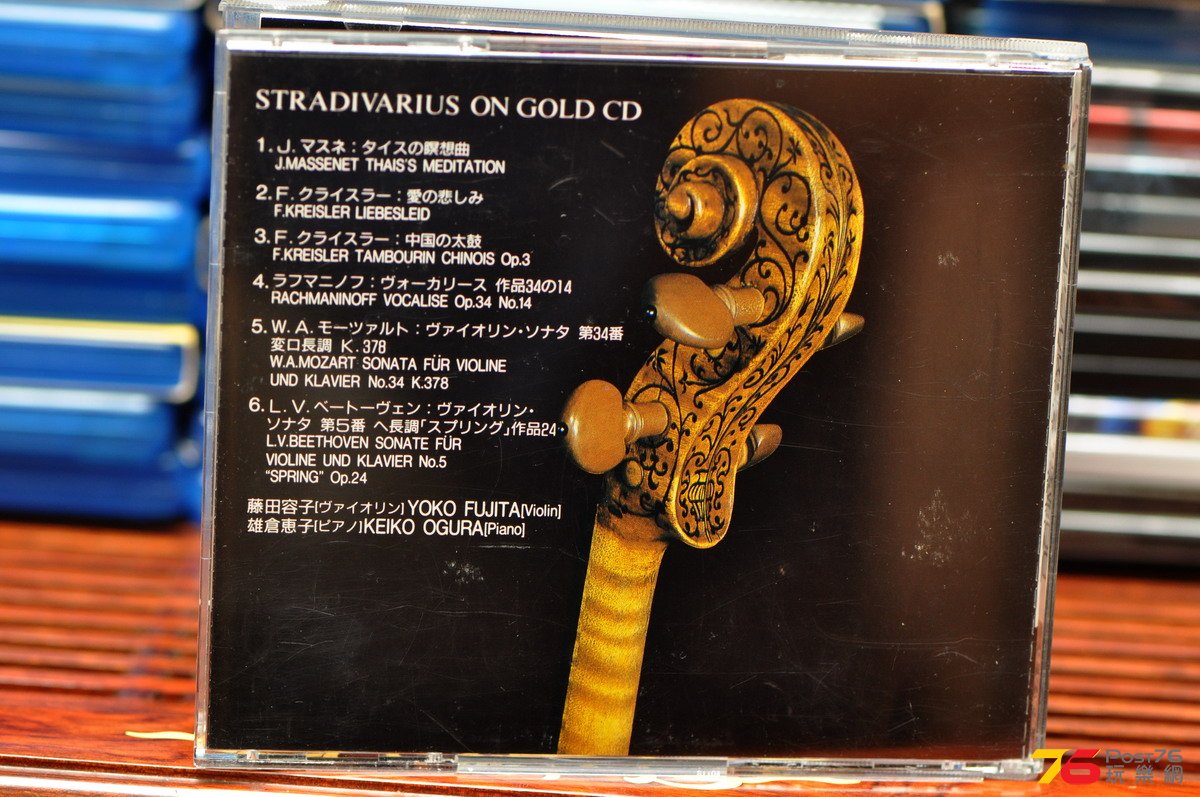 STRADIVARIUS ON GOLD CD
1. J. マスネ：タイスの瞑想曲
J.MASSENET THAIS'S MEDITATION
2. F. クライスラー：愛の悲しみ
F.KREISLER LIEBESLEID
3. F. クライスラー：中国の太鼓
F.KREISLER TAMBOURIN CHINOIS Op.3
4. ラフマニノフ：ヴォーカリース 作品34の14
RACHMANINOFF VOCALISE Op.34 No.14
5. W. A. モーツァルト：ヴァイオリン・ソナタ 第34番
変ロ長調 K. 378
W.A.MOZART SONATA FÜR VIOLINE
UND KLAVIER No.34 K.378
6. L. V. ベートーヴェン：ヴァイオリン・
ソナタ 第5番 ヘ長調「スプリング」作品24
L.V.BEETHOVEN SONATE FÜR
VIOLINE UND KLAVIER No.5
"SPRING" Op.24
藤田容子[ヴァイオリン] YOKO FUJITA[Violin]
雄倉恵子[ピアノ] KEIKO OGURA[Piano]
76 Post76
玩樂網